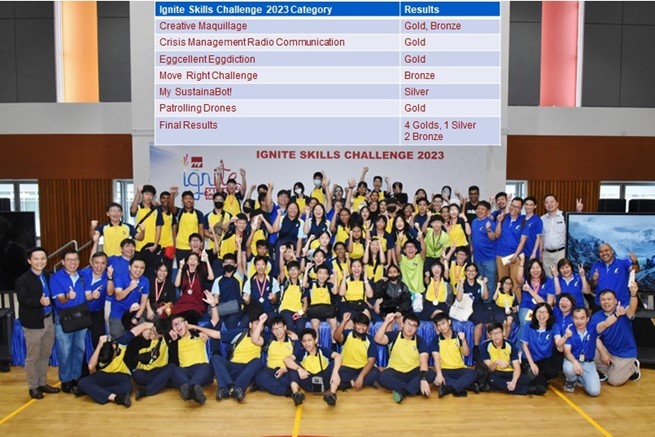 Ignite Skills Challenge 2023 Category Results
Creative Maquillage Gold, Bronze
Crisis Management Radio Communication Gold
Eggcellent Eggdiction Gold
Move Right Challenge Bronze
My SustainaBot! Silver
Patrolling Drones Gold
Final Results 4 Golds, 1 Silver
2 Bronze
IGNITE SKILLS CHALLENGE 2023
ignite